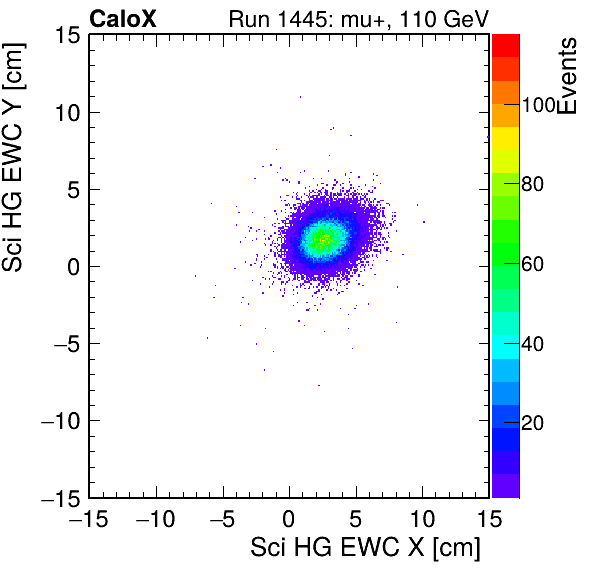 CaloX Run 1445: mu+, 110 GeV
Sci HG EWC Y [cm]
15
10
5
0
−5
−10
−15
−15 −10 −5 0 5 10 15
Sci HG EWC X [cm]
Events
100
80
60
40
20